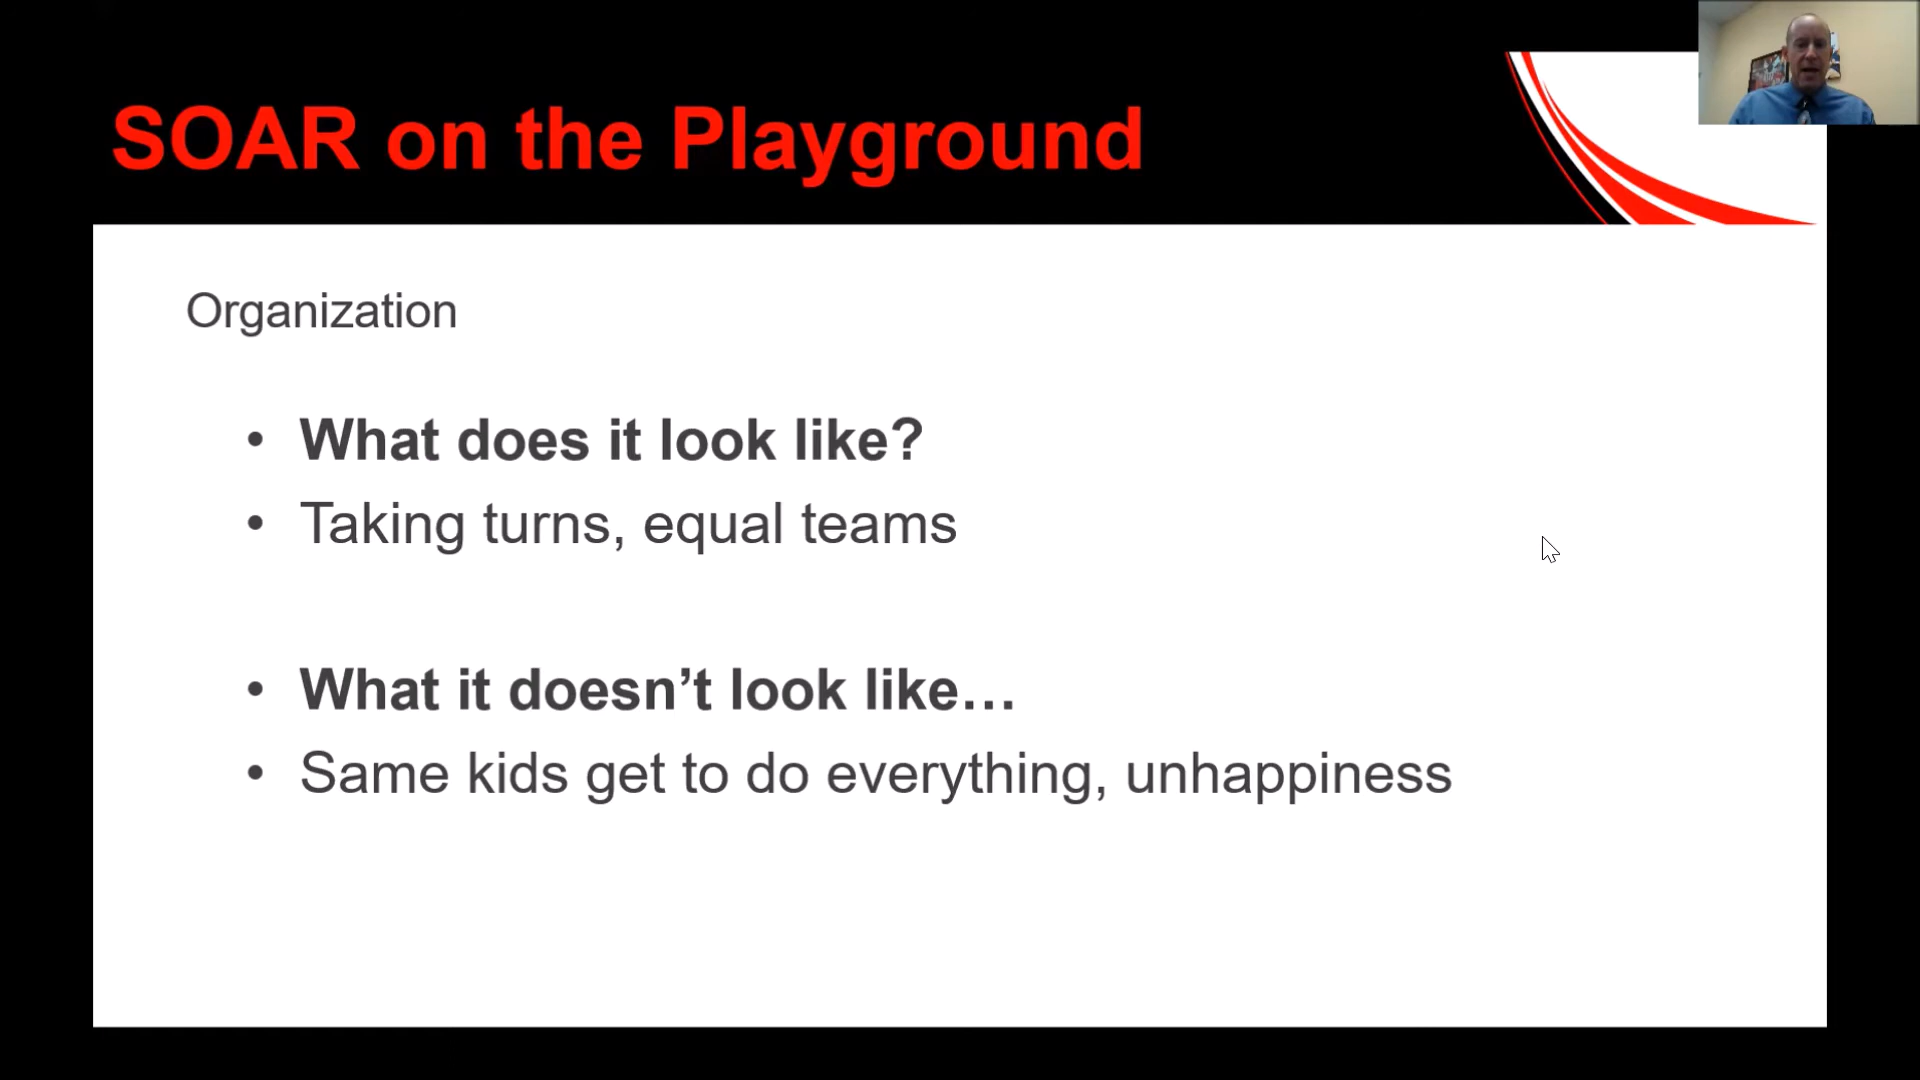 SOAR on the Playground
Organization
• What does it look like?
• Taking turns, equal teams
• What it doesn’t look like…
• Same kids get to do everything, unhappiness